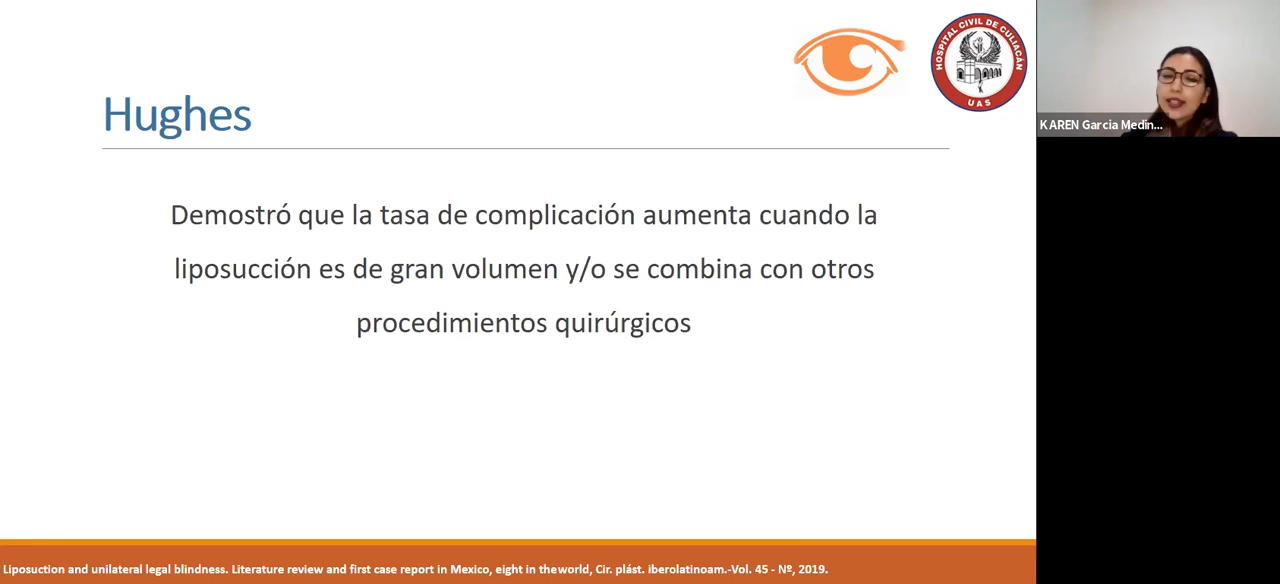 HOSPITAL CIVIL DE CULIACÁN
UAS
KAREN Garcia Medin...
Hughes
Demostró que la tasa de complicación aumenta cuando la
liposucción es de gran volumen y/o se combina con otros
procedimientos quirúrgicos
Liposuction and unilateral legal blindness. Literature review and first case report in Mexico, eight in theworld, Cir. plást. iberolatinoam.-Vol. 45 - Nº, 2019.